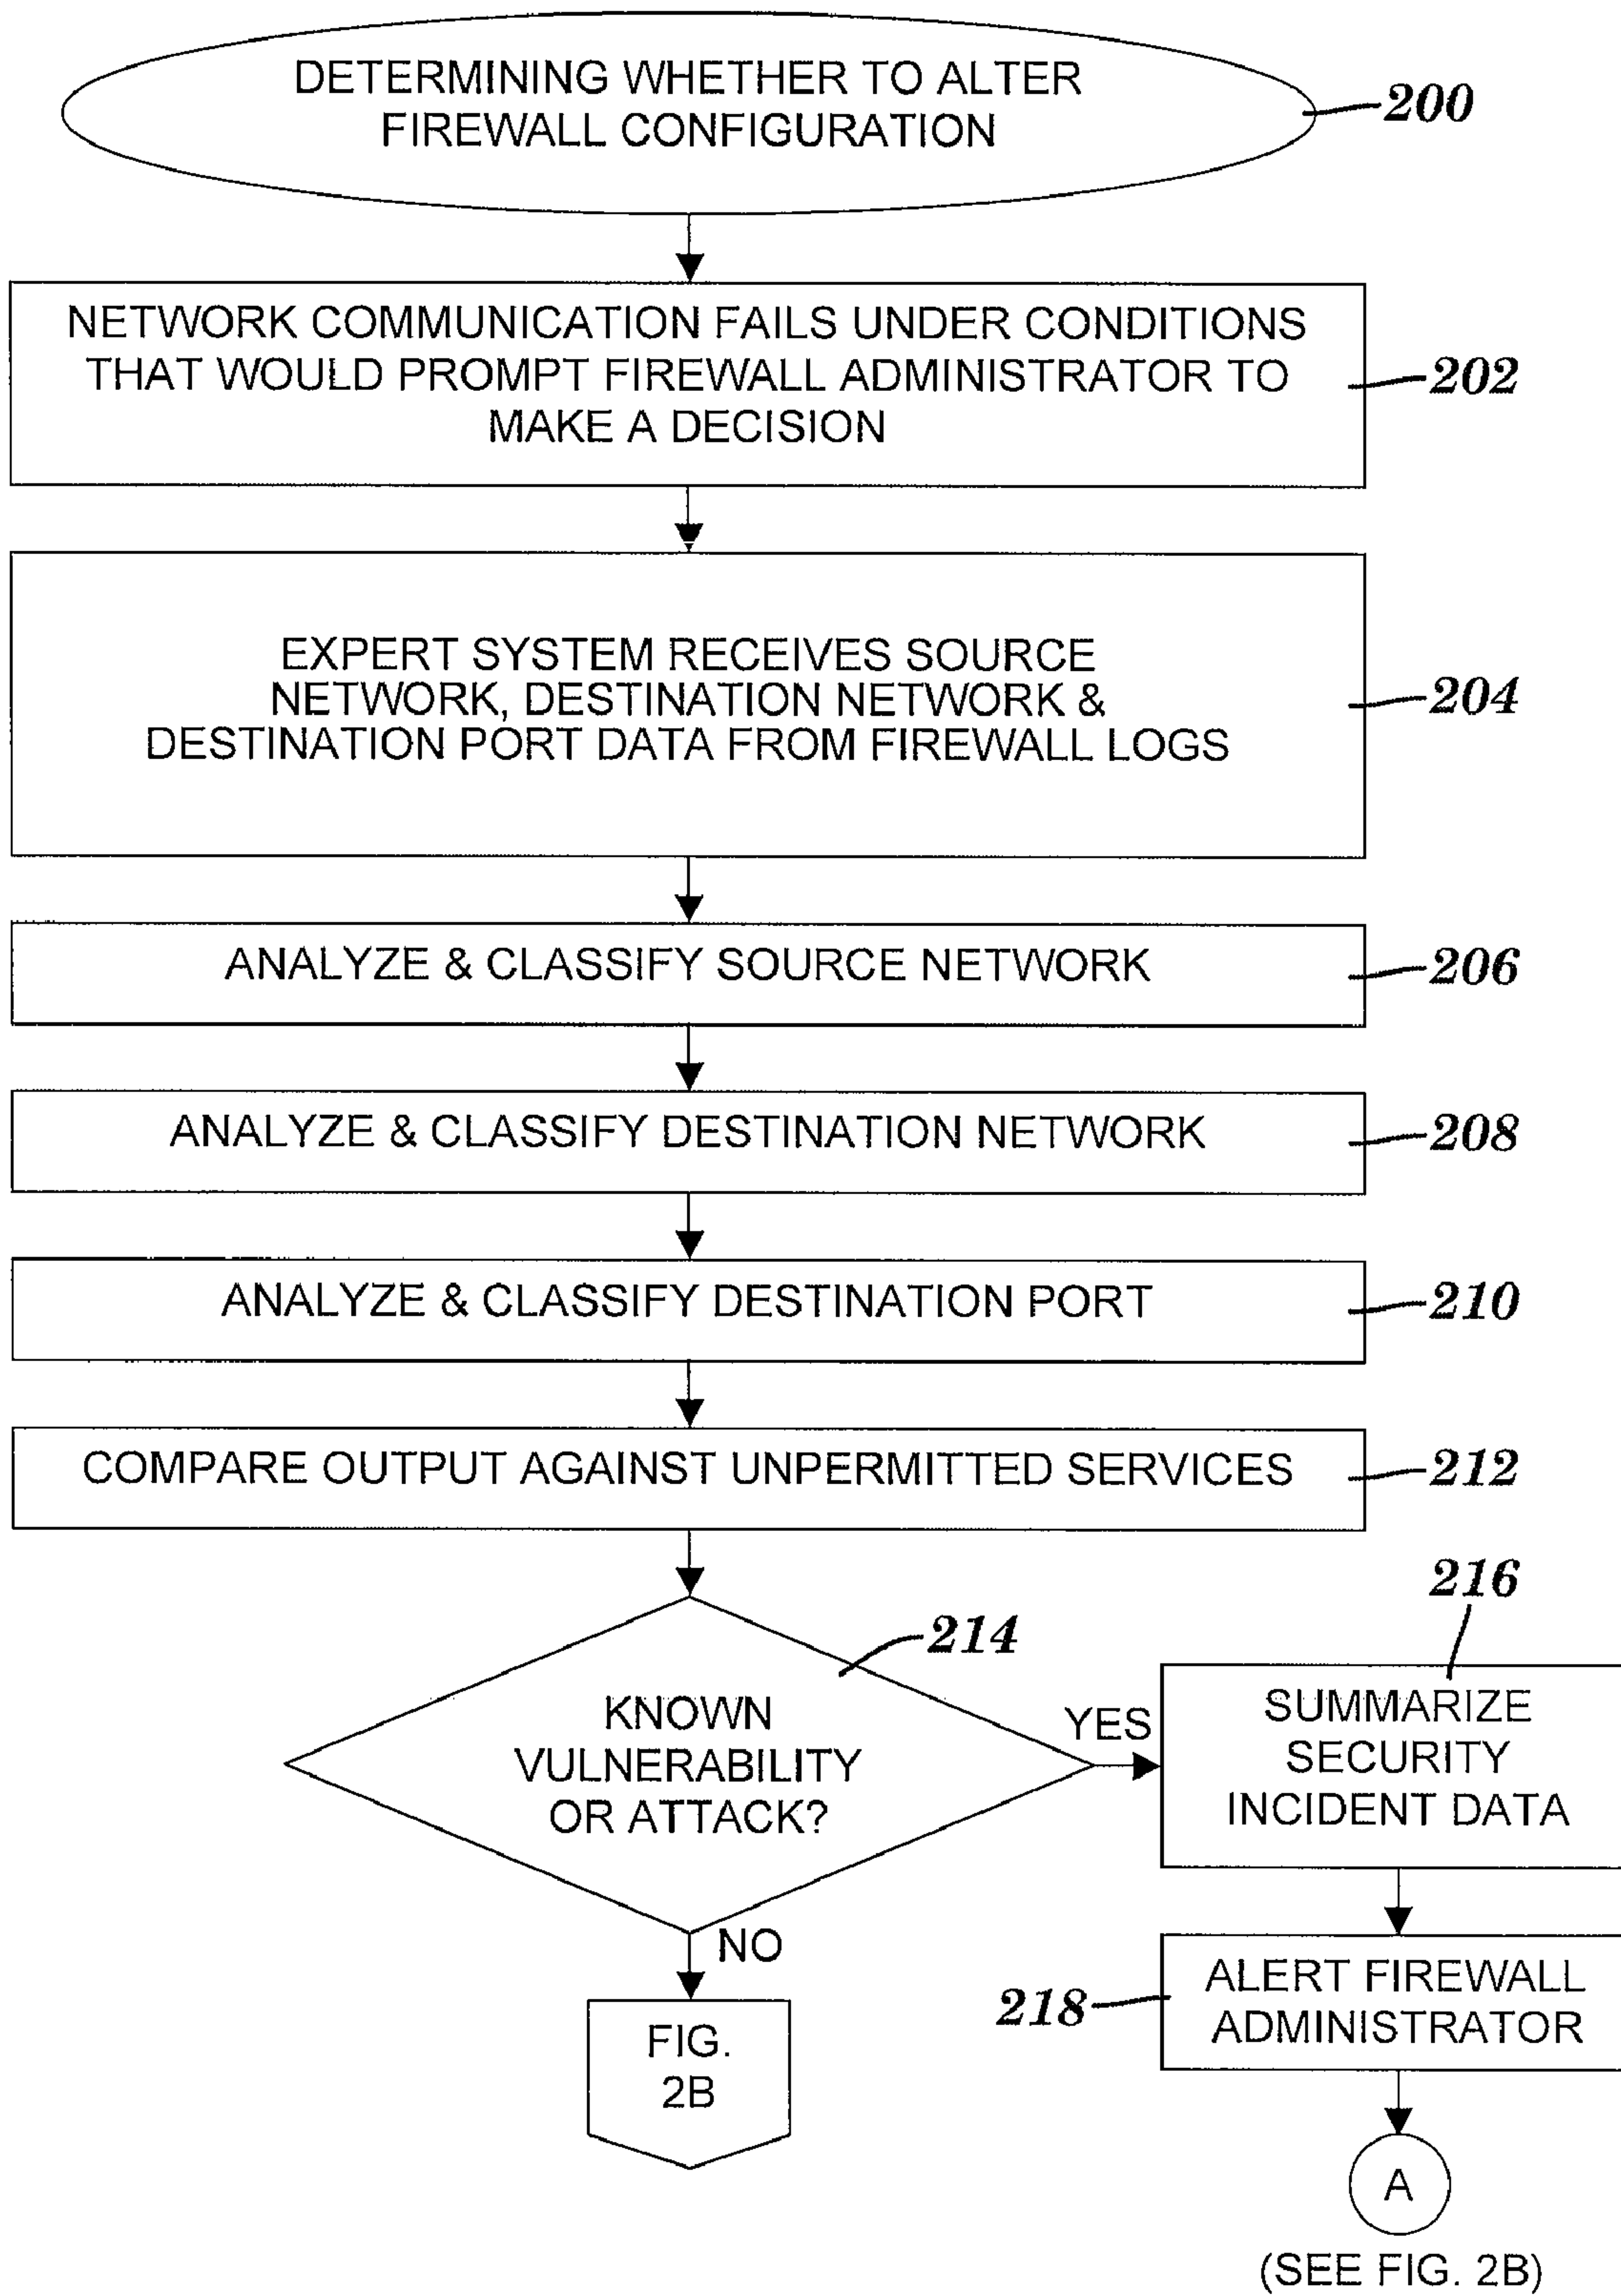 DETERMINING WHETHER TO ALTER
FIREWALL CONFIGURATION
200
NETWORK COMMUNICATION FAILS UNDER CONDITIONS
THAT WOULD PROMPT FIREWALL ADMINISTRATOR TO
MAKE A DECISION
202
EXPERT SYSTEM RECEIVES SOURCE
NETWORK, DESTINATION NETWORK &
DESTINATION PORT DATA FROM FIREWALL LOGS
204
ANALYZE & CLASSIFY SOURCE NETWORK
206
ANALYZE & CLASSIFY DESTINATION NETWORK
208
ANALYZE & CLASSIFY DESTINATION PORT
210
COMPARE OUTPUT AGAINST UNPERMITTED SERVICES
212
214
KNOWN
VULNERABILITY
OR ATTACK?
YES
216
SUMMARIZE
SECURITY
INCIDENT DATA
NO
FIG.
2B
218
ALERT FIREWALL
ADMINISTRATOR
A
(SEE FIG. 2B)